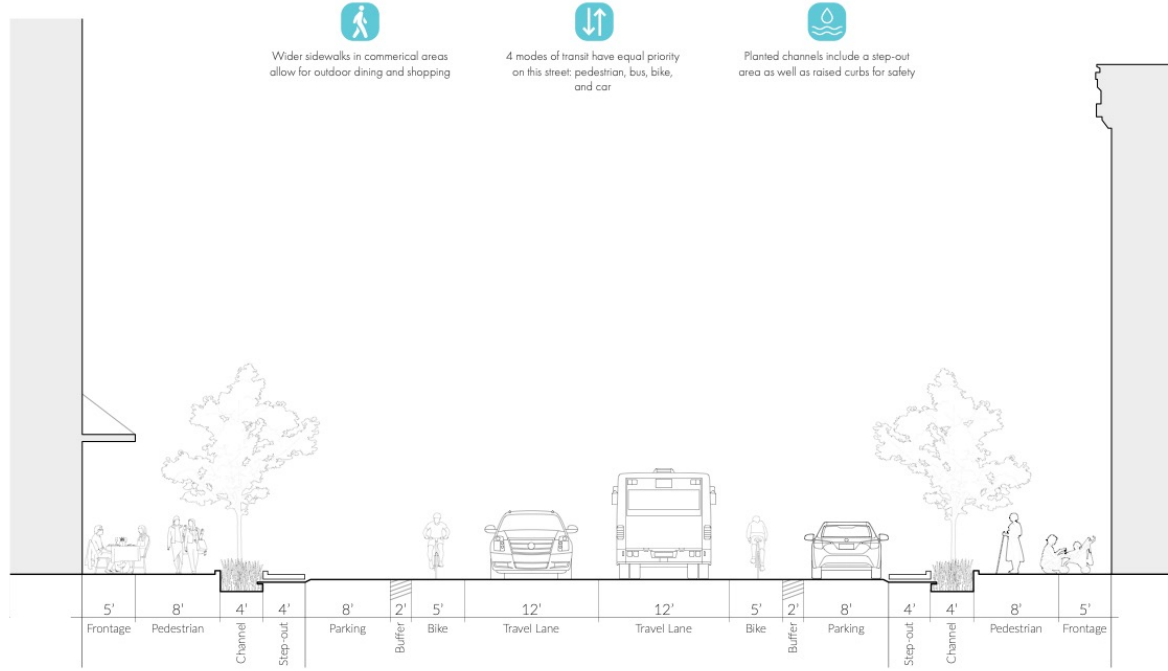 Wider sidewalks in commerical areas
allow for outdoor dining and shopping
4 modes of transit have equal priority
on this street: pedestrian, bus, bike,
and car
Planted channels include a step-out
area as well as raised curbs for safety
5' 8' 4' 4' 8' 2' 5' 12' 12' 5' 2' 8' 4' 4' 8' 5'
Frontage Pedestrian Channel Step-out Parking Buffer Bike Travel Lane Travel Lane Bike Buffer Parking Step-out Channel Pedestrian Frontage